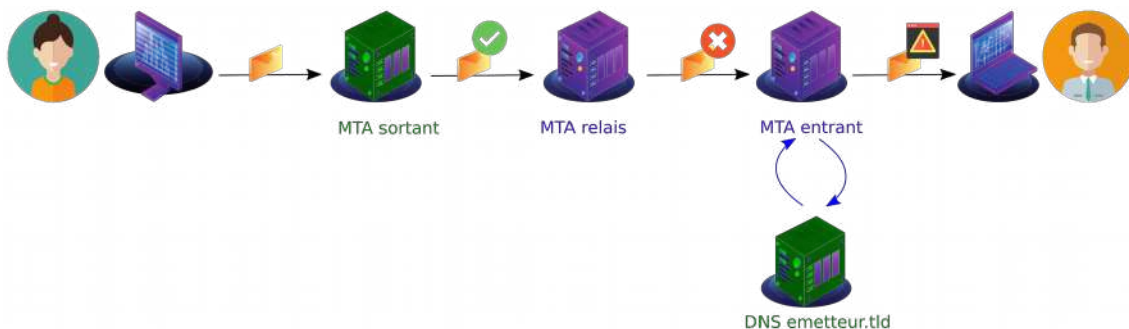 MTA sortant
MTA relais
MTA entrant
DNS emetteur.tld